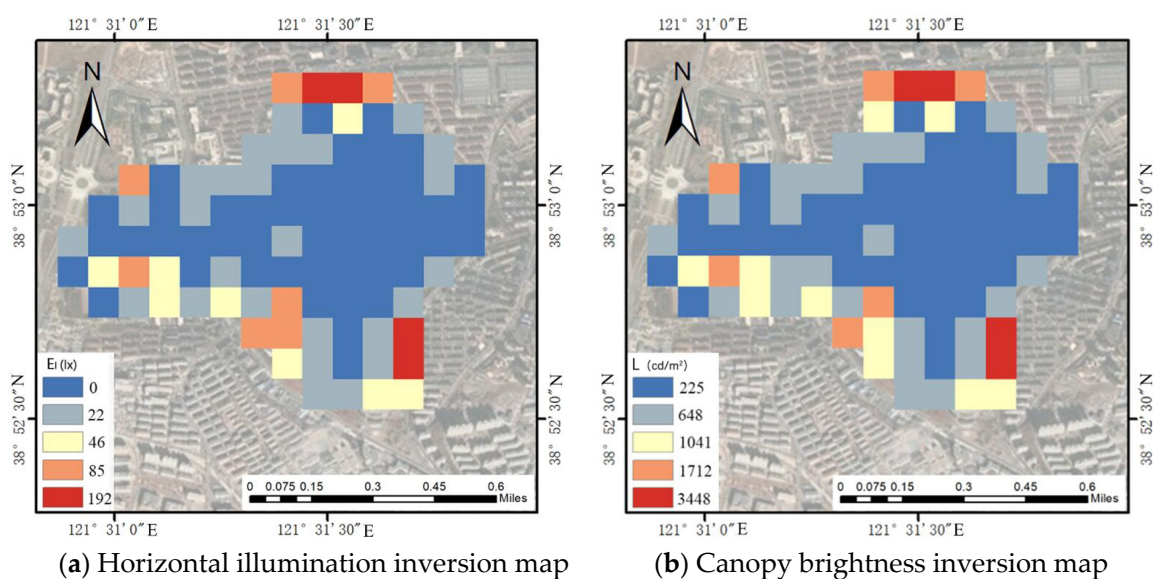 121° 31′ 0″ E
121° 31′ 30″ E
121° 31′ 0″ E
121° 31′ 30″ E
N
N
38° 53′ 0″ N
38° 53′ 0″ N
38° 53′ 0″ N
38° 53′ 0″ N
E_l (lx)
0
22
46
85
192
L (cd/m²)
225
648
1041
1712
3448
38° 52′ 30″ N
38° 52′ 30″ N
38° 52′ 30″ N
38° 52′ 30″ N
0 0.075 0.15 0.3 0.45 0.6
Miles
0 0.075 0.15 0.3 0.45 0.6
Miles
121° 31′ 0″ E
121° 31′ 30″ E
121° 31′ 0″ E
121° 31′ 30″ E
(a) Horizontal illumination inversion map
(b) Canopy brightness inversion map